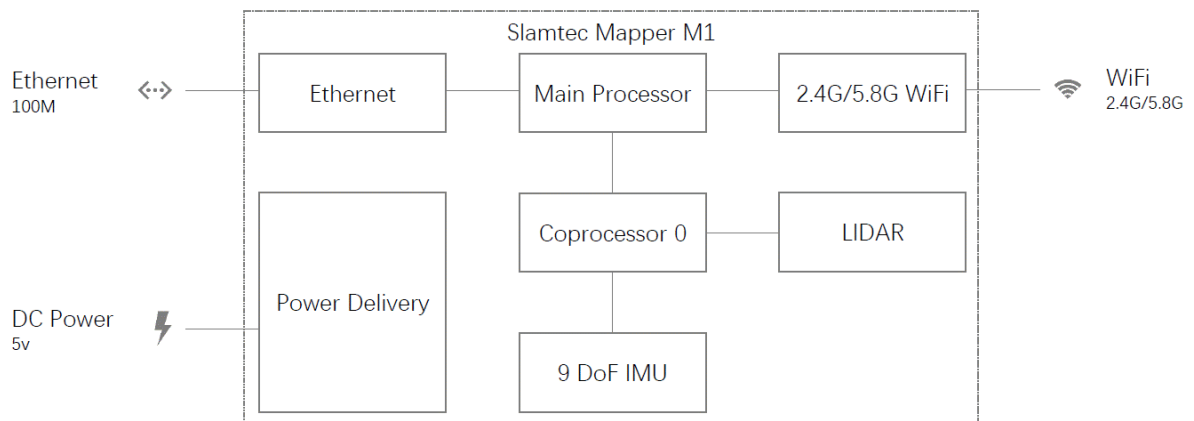 Slamtec Mapper M1
Ethernet
100M
Ethernet
Main Processor
2.4G/5.8G WiFi
WiFi
2.4G/5.8G
Coprocessor 0
LIDAR
Power Delivery
DC Power
5v
9 DoF IMU